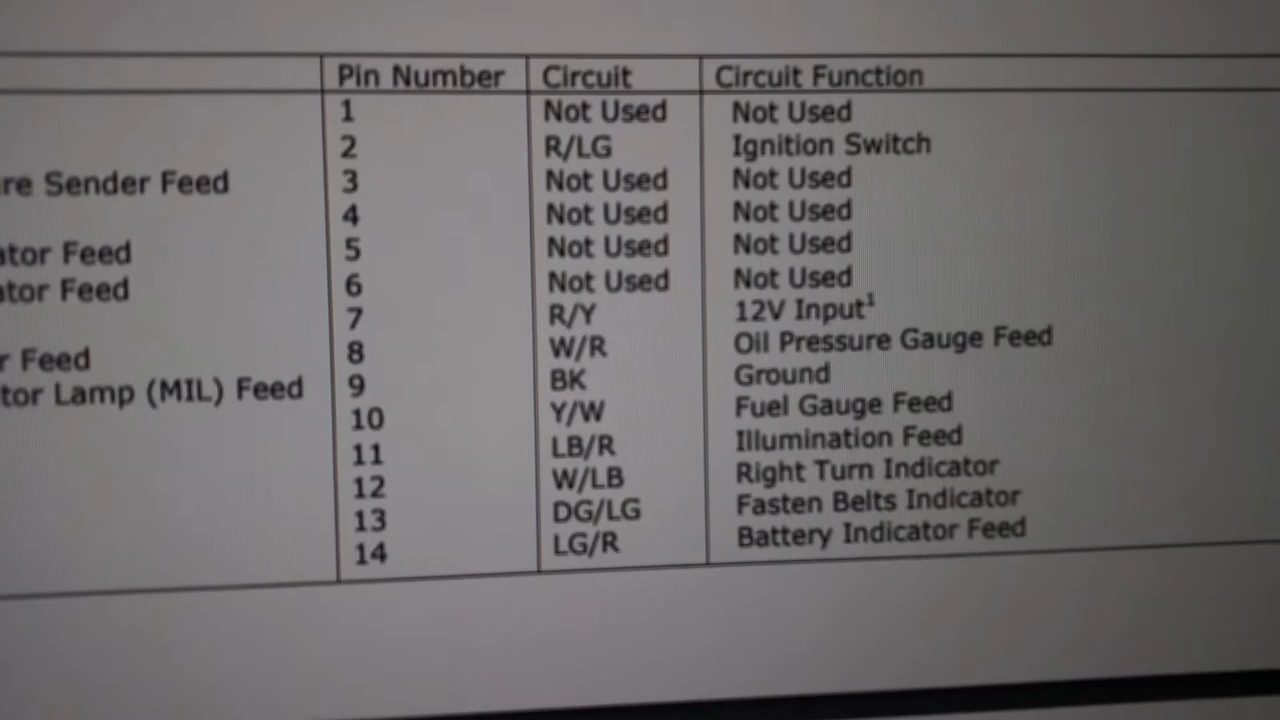 Pin Number Circuit Circuit Function
1 Not Used Not Used
2 R/LG Ignition Switch
re Sender Feed 3 Not Used Not Used
4 Not Used Not Used
ator Feed 5 Not Used Not Used
ator Feed 6 Not Used Not Used
7 R/Y 12V Input¹
r Feed 8 W/R Oil Pressure Gauge Feed
tor Lamp (MIL) Feed 9 BK Ground
10 Y/W Fuel Gauge Feed
11 LB/R Illumination Feed
12 W/LB Right Turn Indicator
13 DG/LG Fasten Belts Indicator
14 LG/R Battery Indicator Feed